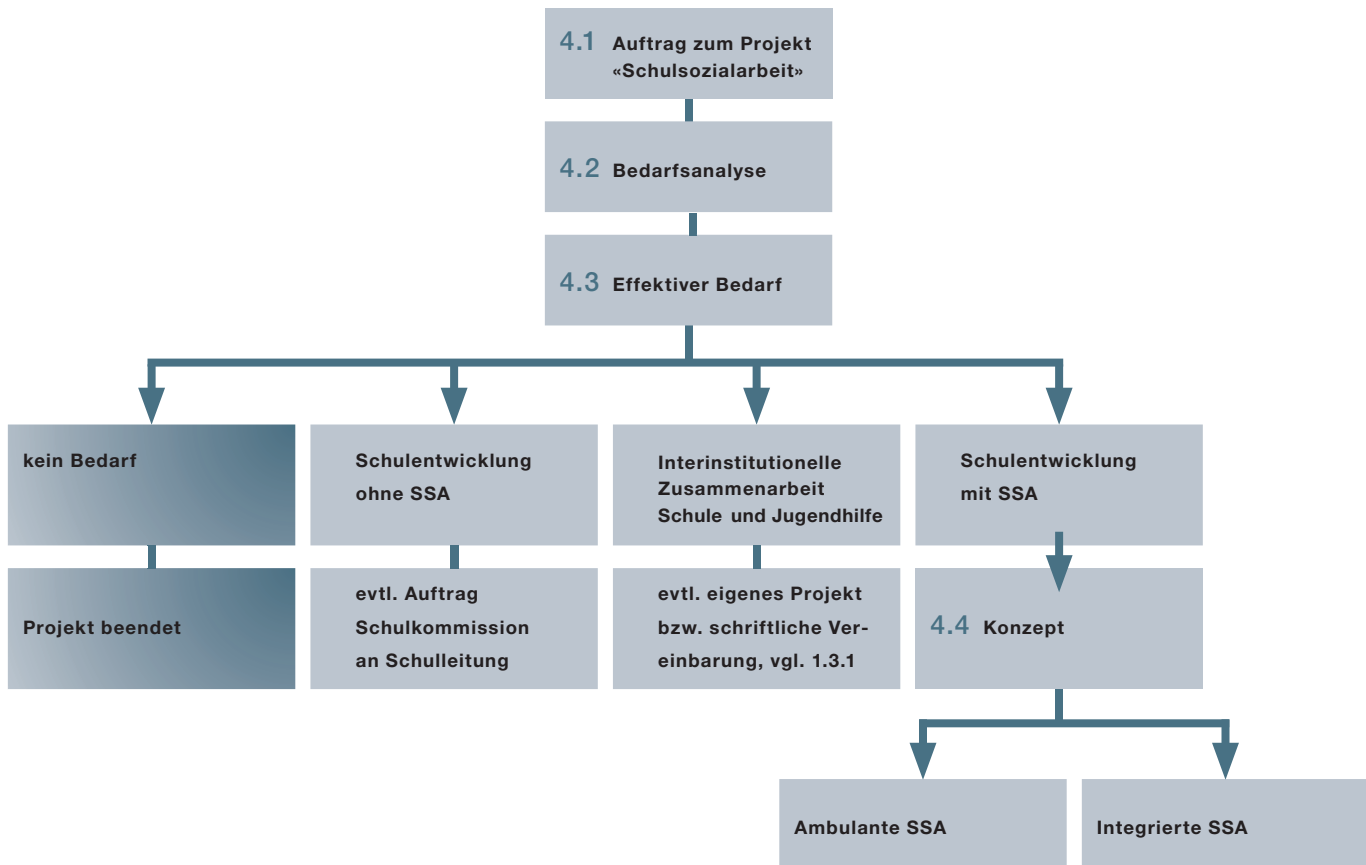 4.1 Auftrag zum Projekt
«Schulsozialarbeit»
4.2 Bedarfsanalyse
4.3 Effektiver Bedarf
kein Bedarf
Schulentwicklung
ohne SSA
Interinstitutionelle
Zusammenarbeit
Schule und Jugendhilfe
Schulentwicklung
mit SSA
Projekt beendet
evtl. Auftrag
Schulkommission
an Schulleitung
evtl. eigenes Projekt
bzw. schriftliche Ver-
einbarung, vgl. 1.3.1
4.4 Konzept
Ambulante SSA
Integrierte SSA